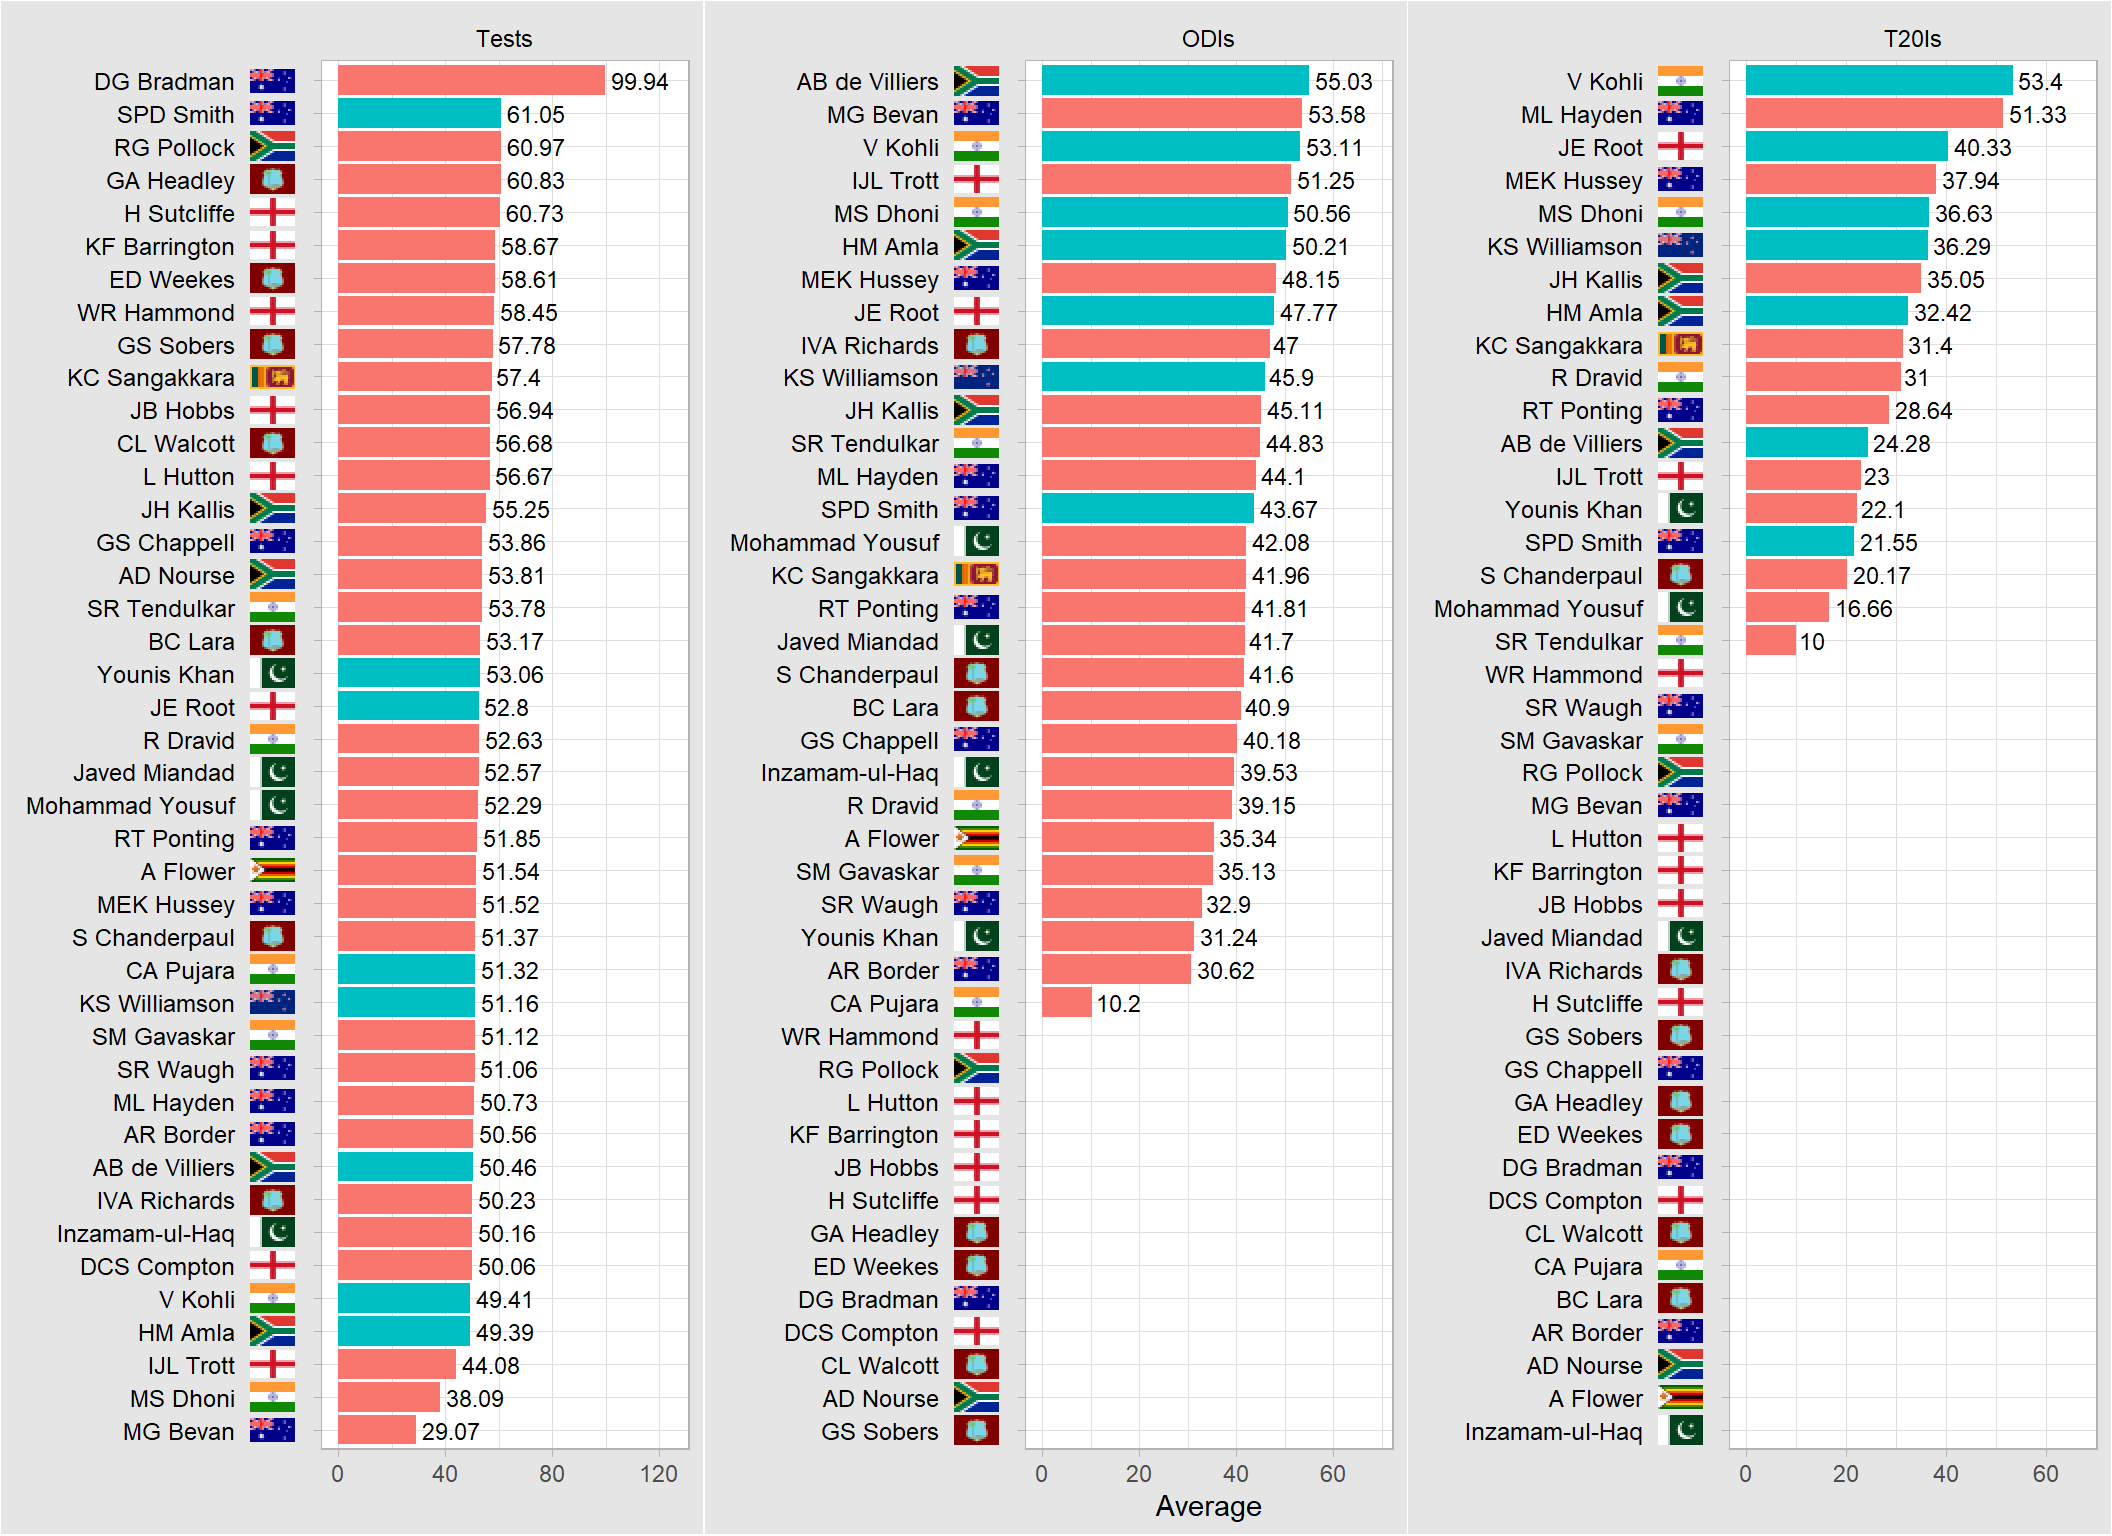 Tests
DG Bradman 99.94
SPD Smith 61.05
RG Pollock 60.97
GA Headley 60.83
H Sutcliffe 60.73
KF Barrington 58.67
ED Weekes 58.61
WR Hammond 58.45
GS Sobers 57.78
KC Sangakkara 57.4
JB Hobbs 56.94
CL Walcott 56.68
L Hutton 56.67
JH Kallis 55.25
GS Chappell 53.86
AD Nourse 53.81
SR Tendulkar 53.78
BC Lara 53.17
Younis Khan 53.06
JE Root 52.8
R Dravid 52.63
Javed Miandad 52.57
Mohammad Yousuf 52.29
RT Ponting 51.85
A Flower 51.54
MEK Hussey 51.52
S Chanderpaul 51.37
CA Pujara 51.32
KS Williamson 51.16
SM Gavaskar 51.12
SR Waugh 51.06
ML Hayden 50.73
AR Border 50.56
AB de Villiers 50.46
IVA Richards 50.23
Inzamam-ul-Haq 50.16
DCS Compton 50.06
V Kohli 49.41
HM Amla 49.39
IJL Trott 44.08
MS Dhoni 38.09
MG Bevan 29.07
0 40 80 120
ODIs
AB de Villiers 55.03
MG Bevan 53.58
V Kohli 53.11
IJL Trott 51.25
MS Dhoni 50.56
HM Amla 50.21
MEK Hussey 48.15
JE Root 47.77
IVA Richards 47
KS Williamson 45.9
JH Kallis 45.11
SR Tendulkar 44.83
ML Hayden 44.1
SPD Smith 43.67
Mohammad Yousuf 42.08
KC Sangakkara 41.96
RT Ponting 41.81
Javed Miandad 41.7
S Chanderpaul 41.6
BC Lara 40.9
GS Chappell 40.18
Inzamam-ul-Haq 39.53
R Dravid 39.15
A Flower 35.34
SM Gavaskar 35.13
SR Waugh 32.9
Younis Khan 31.24
AR Border 30.62
CA Pujara 10.2
WR Hammond
RG Pollock
L Hutton
KF Barrington
JB Hobbs
H Sutcliffe
GA Headley
ED Weekes
DG Bradman
DCS Compton
CL Walcott
AD Nourse
GS Sobers
0 20 40 60
Average
T20Is
V Kohli 53.4
ML Hayden 51.33
JE Root 40.33
MEK Hussey 37.94
MS Dhoni 36.63
KS Williamson 36.29
JH Kallis 35.05
HM Amla 32.42
KC Sangakkara 31.4
R Dravid 31
RT Ponting 28.64
AB de Villiers 24.28
IJL Trott 23
Younis Khan 22.1
SPD Smith 21.55
S Chanderpaul 20.17
Mohammad Yousuf 16.66
SR Tendulkar 10
WR Hammond
SR Waugh
SM Gavaskar
RG Pollock
MG Bevan
L Hutton
KF Barrington
JB Hobbs
Javed Miandad
IVA Richards
H Sutcliffe
GS Sobers
GS Chappell
GA Headley
ED Weekes
DG Bradman
DCS Compton
CL Walcott
CA Pujara
BC Lara
AR Border
AD Nourse
A Flower
Inzamam-ul-Haq
0 20 40 60